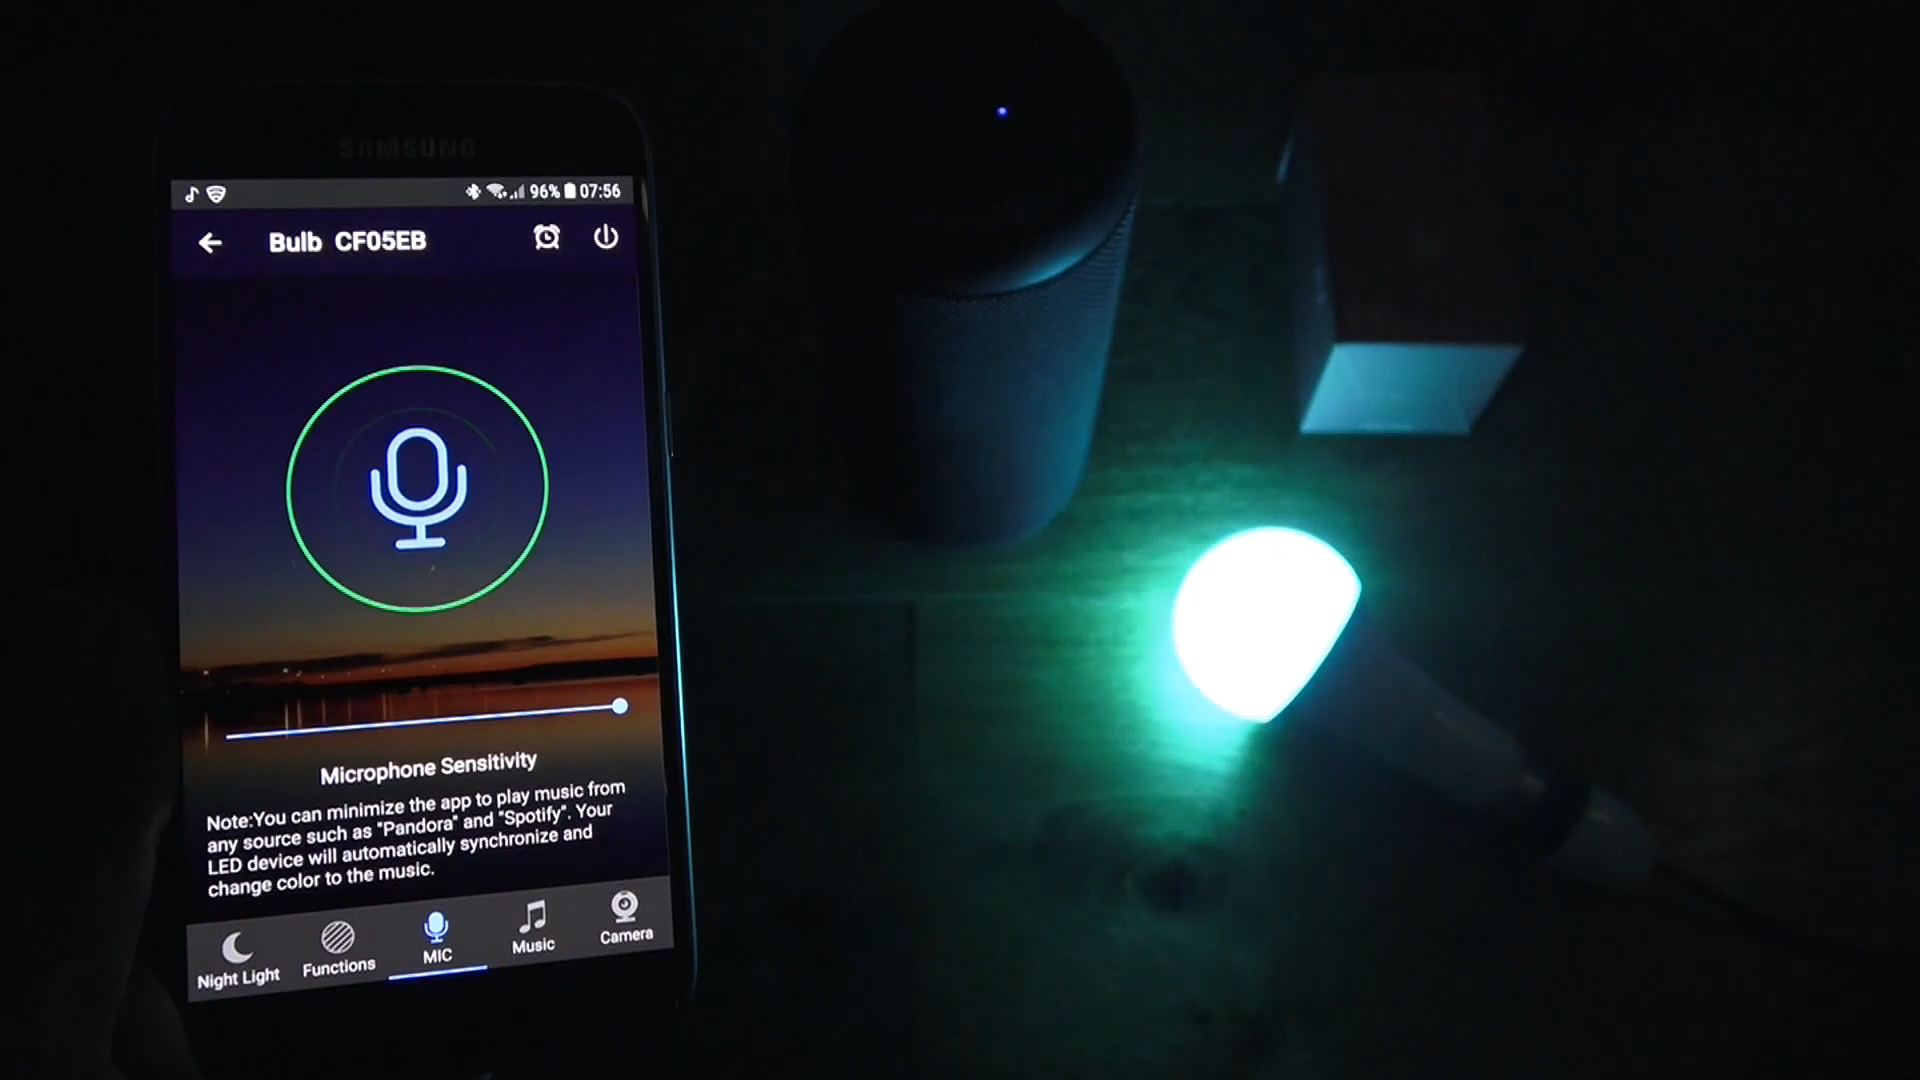 SAMSUNG
96% 07:56
Bulb CF05EB
Microphone Sensitivity
Note:You can minimize the app to play music from
any source such as "Pandora" and "Spotify". Your
LED device will automatically synchronize and
change color to the music.
Night Light Functions MIC Music Camera